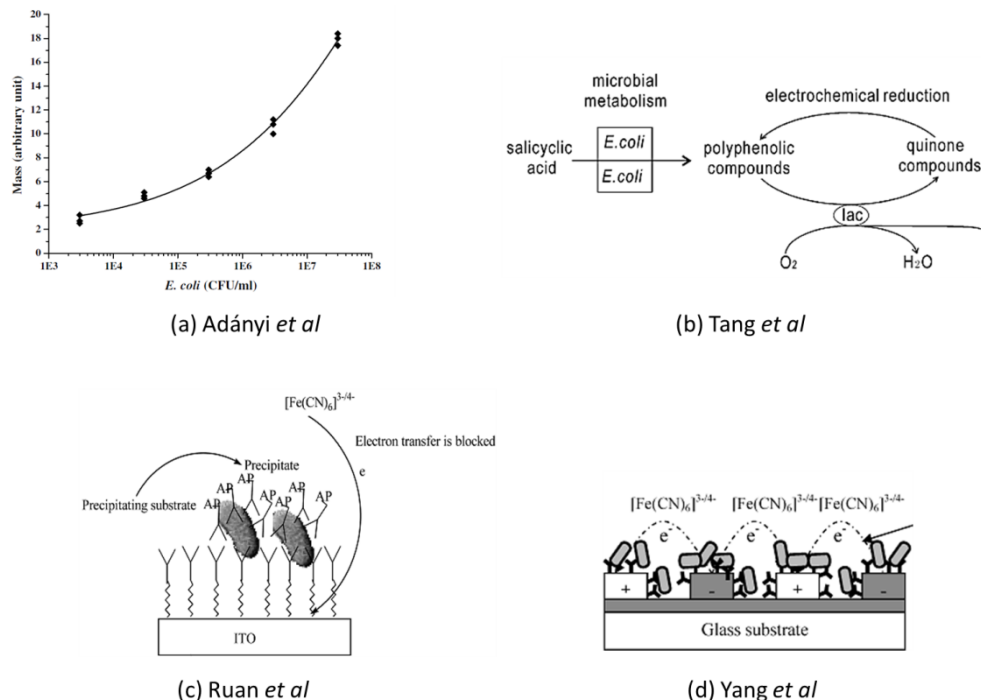 20
18
16
14
12
10
8
6
4
2
0
Mass (arbitrary unit)
1E3 1E4 1E5 1E6 1E7 1E8
E. coli (CFU/ml)
(a) Adányi et al
microbial
metabolism
electrochemical reduction
salicyclic
acid
E.coli
E.coli
polyphenolic
compounds
quinone
compounds
lac
O₂
H₂O
(b) Tang et al
[Fe(CN)₆]³⁻/⁴⁻
Electron transfer is blocked
e
Precipitate
Precipitating substrate
AP AP AP AP AP AP
ITO
(c) Ruan et al
[Fe(CN)₆]³⁻/⁴⁻ [Fe(CN)₆]³⁻/⁴⁻ [Fe(CN)₆]³⁻/⁴⁻
e⁻ e⁻ e⁻
+ - + -
Glass substrate
(d) Yang et al